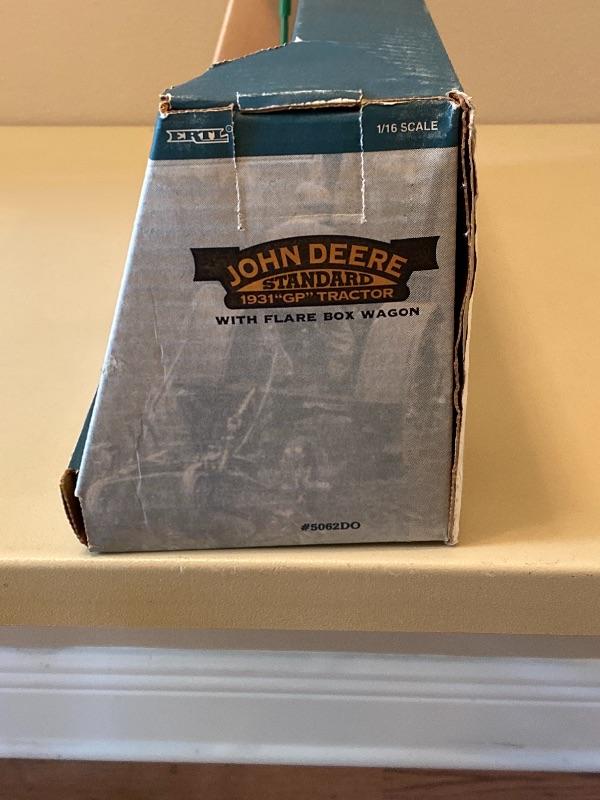 ERTL®
1/16 SCALE
JOHN DEERE
STANDARD
1931 "GP" TRACTOR
WITH FLARE BOX WAGON
#5062DO